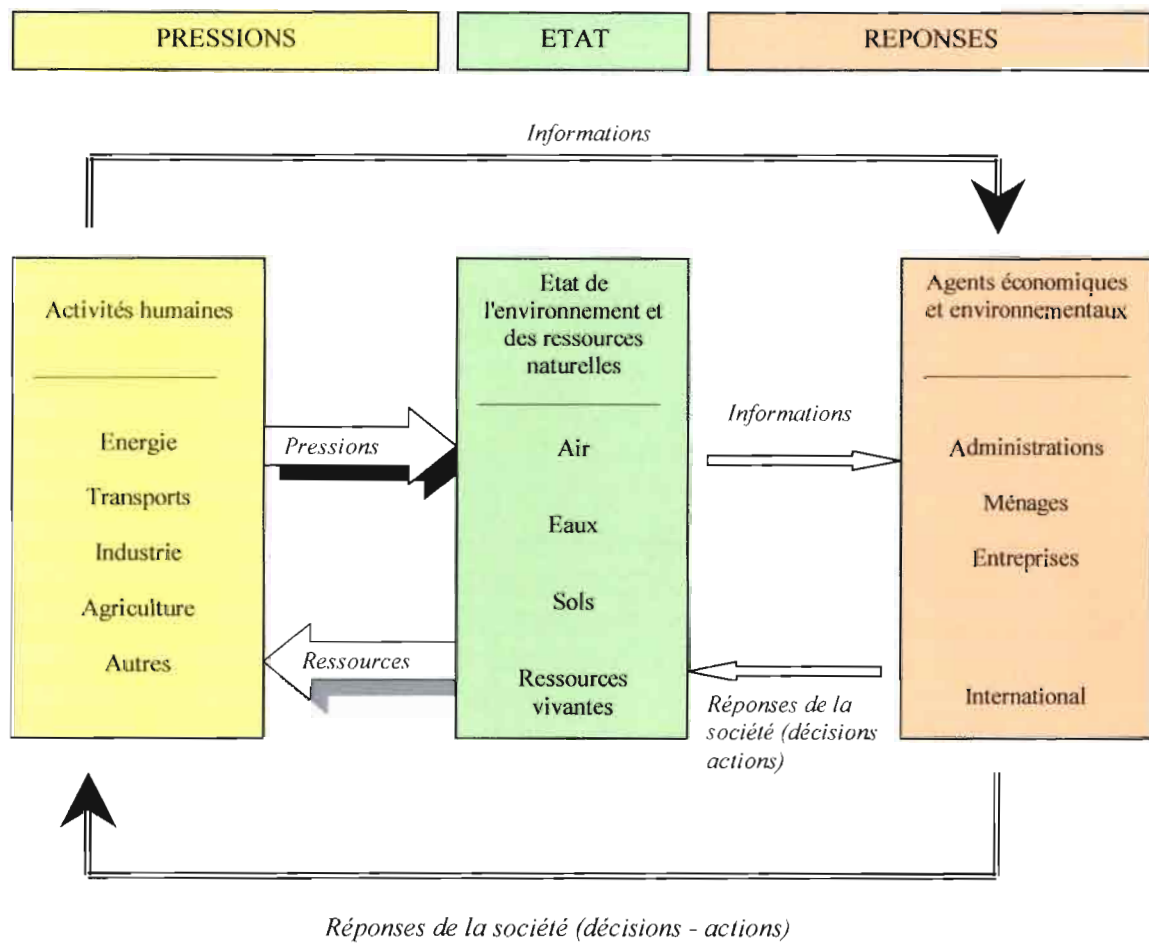 PRESSIONS
ETAT
REPONSES
Informations
Activités humaines
Energie
Transports
Industrie
Agriculture
Autres
Pressions
Ressources
Etat de
l'environnement et
des ressources
naturelles
Air
Eaux
Sols
Ressources
vivantes
Informations
Réponses de la
société (décisions
actions)
Agents économiques
et environnementaux
Administrations
Ménages
Entreprises
International
Réponses de la société (décisions - actions)